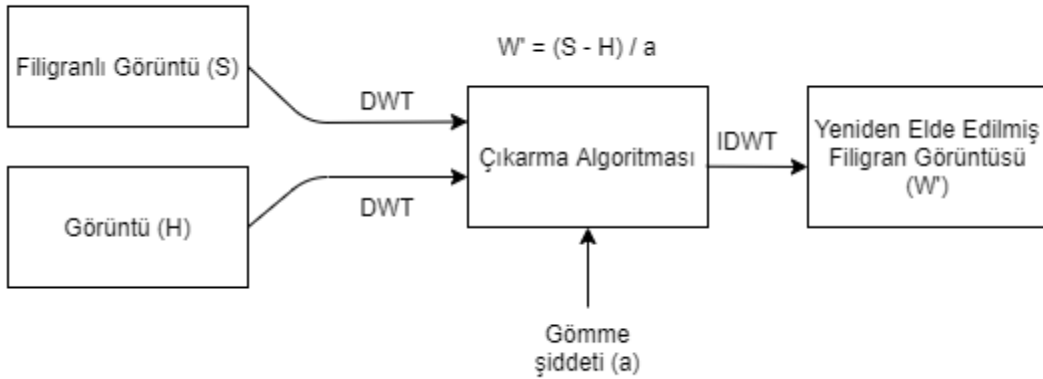 W' = (S - H) / a
Filigranlı Görüntü (S)
DWT
Çıkarma Algoritması
IDWT
Yeniden Elde Edilmiş
Filigran Görüntüsü
(W')
DWT
Görüntü (H)
Gömme
şiddeti (a)